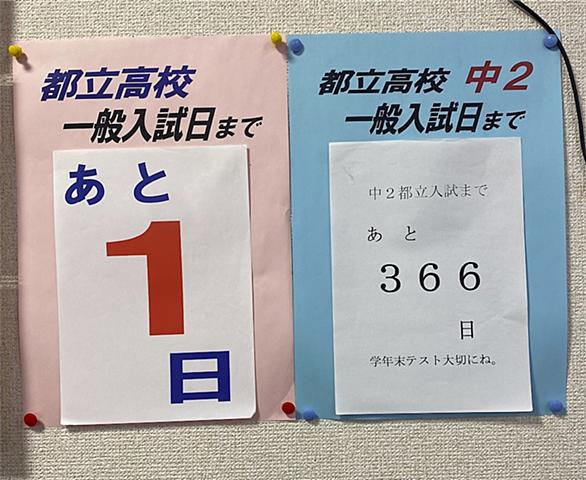 都立高校
一般入試日まで
あと
1
日
都立高校 中2
一般入試日まで
中2都立入試まで
あ と
366
日
学年末テスト大切にね。